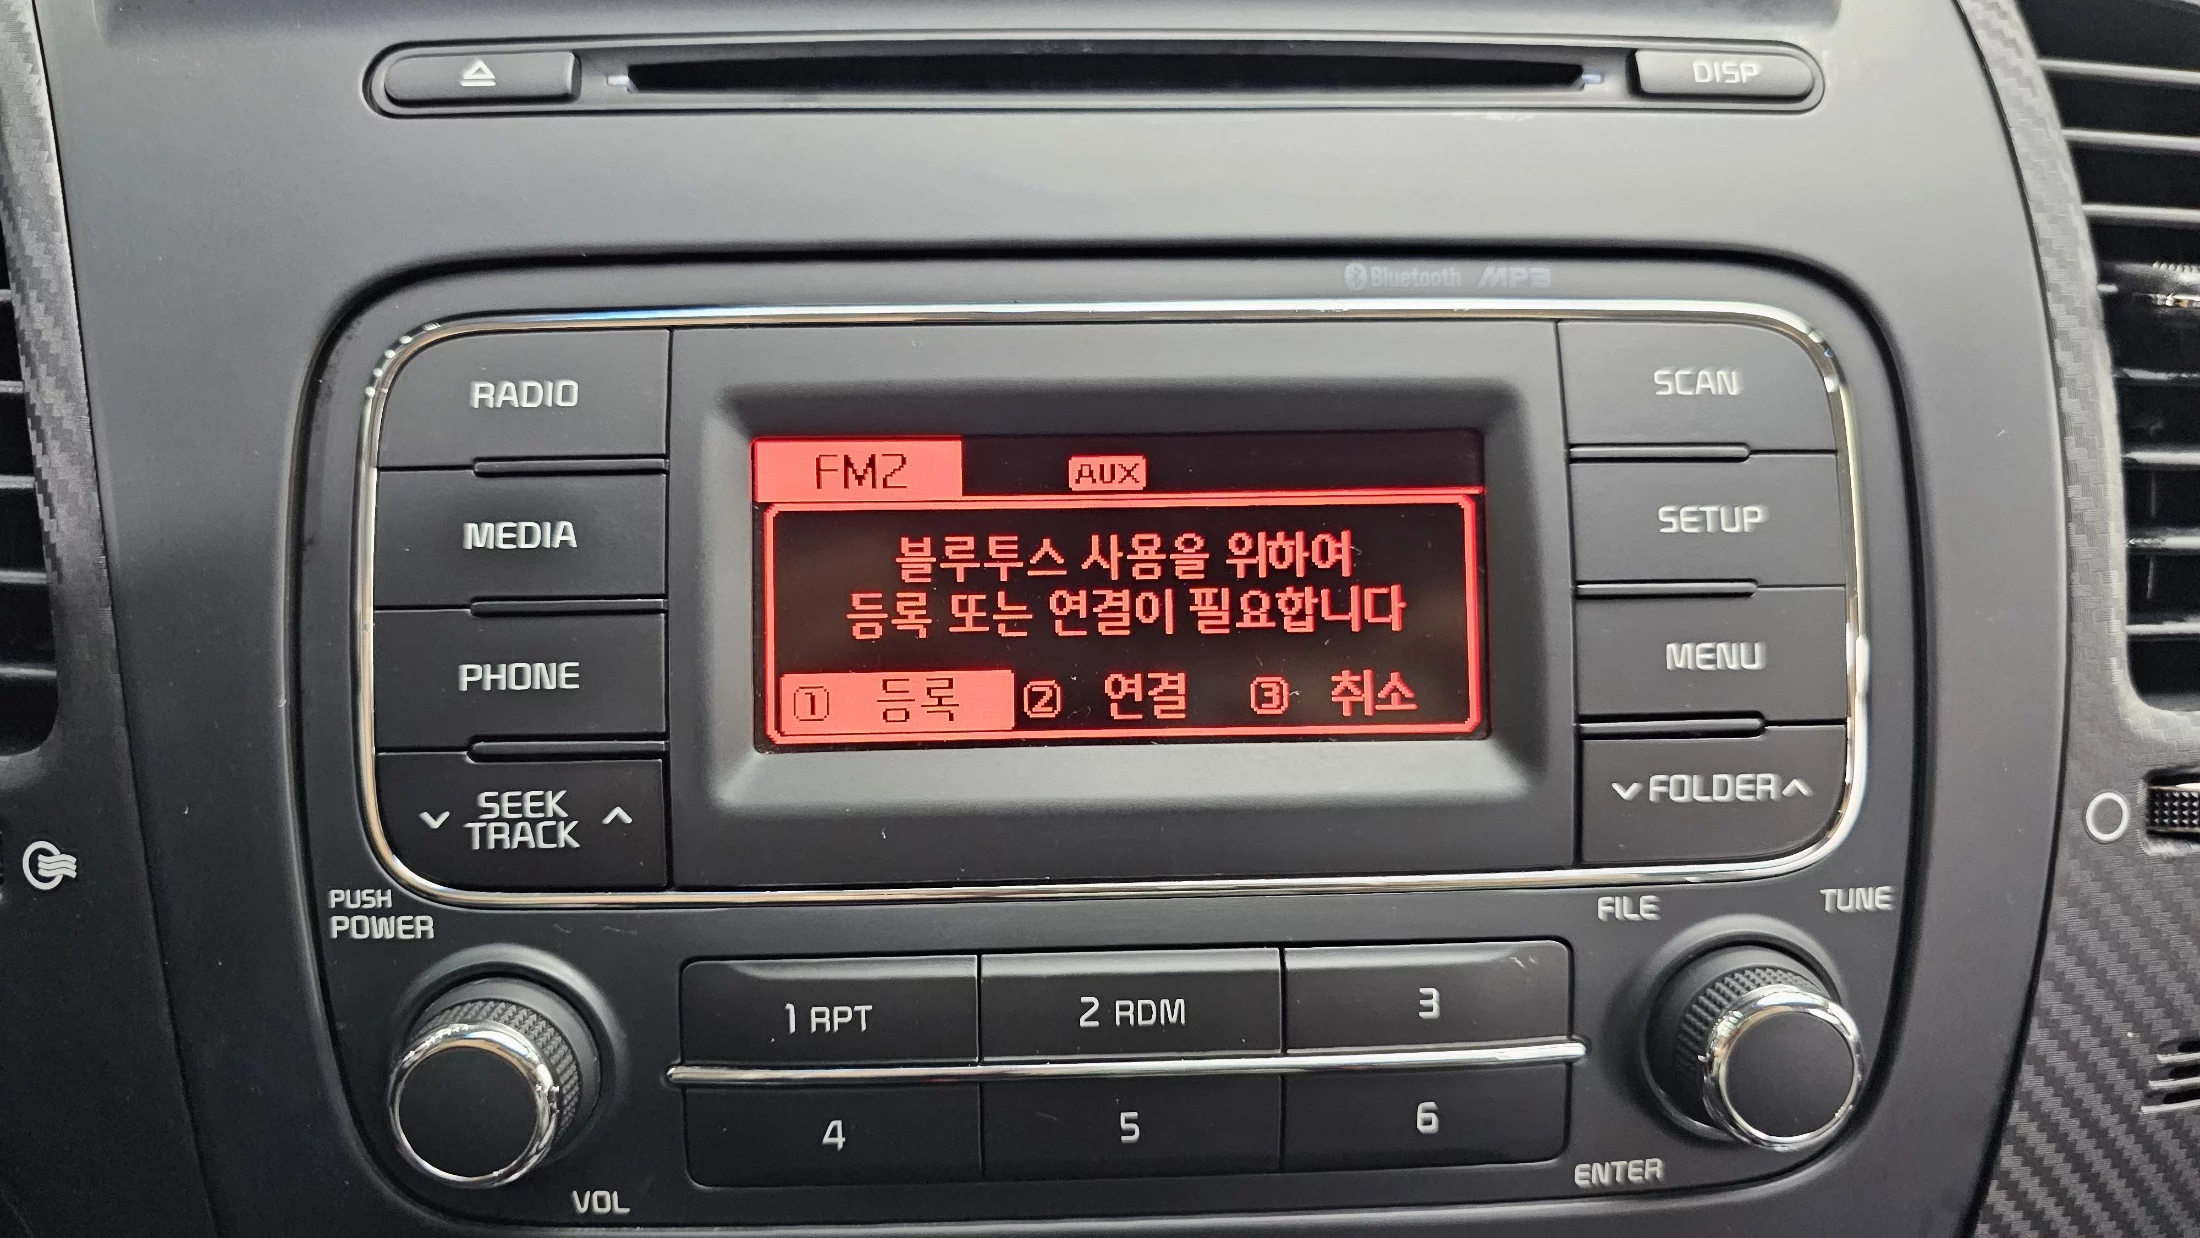 DISP
Bluetooth MP3
RADIO
SCAN
FM2 AUX
MEDIA
SETUP
블루투스 사용을 위하여
등록 또는 연결이 필요합니다
PHONE
MENU
① 등록 ② 연결 ③ 취소
SEEK
TRACK
FOLDER
PUSH
POWER
FILE
TUNE
1 RPT
2 RDM
3
4
5
6
VOL
ENTER